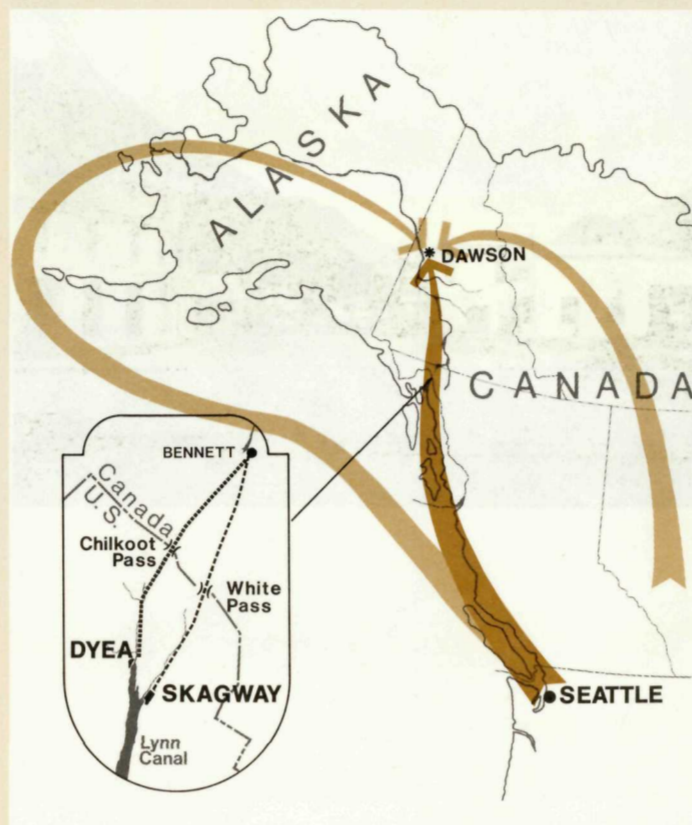 ALASKA
DAWSON
CANADA
BENNETT
Canada
U.S.
Chilkoot
Pass
White
Pass
DYEA
SKAGWAY
Lynn
Canal
SEATTLE